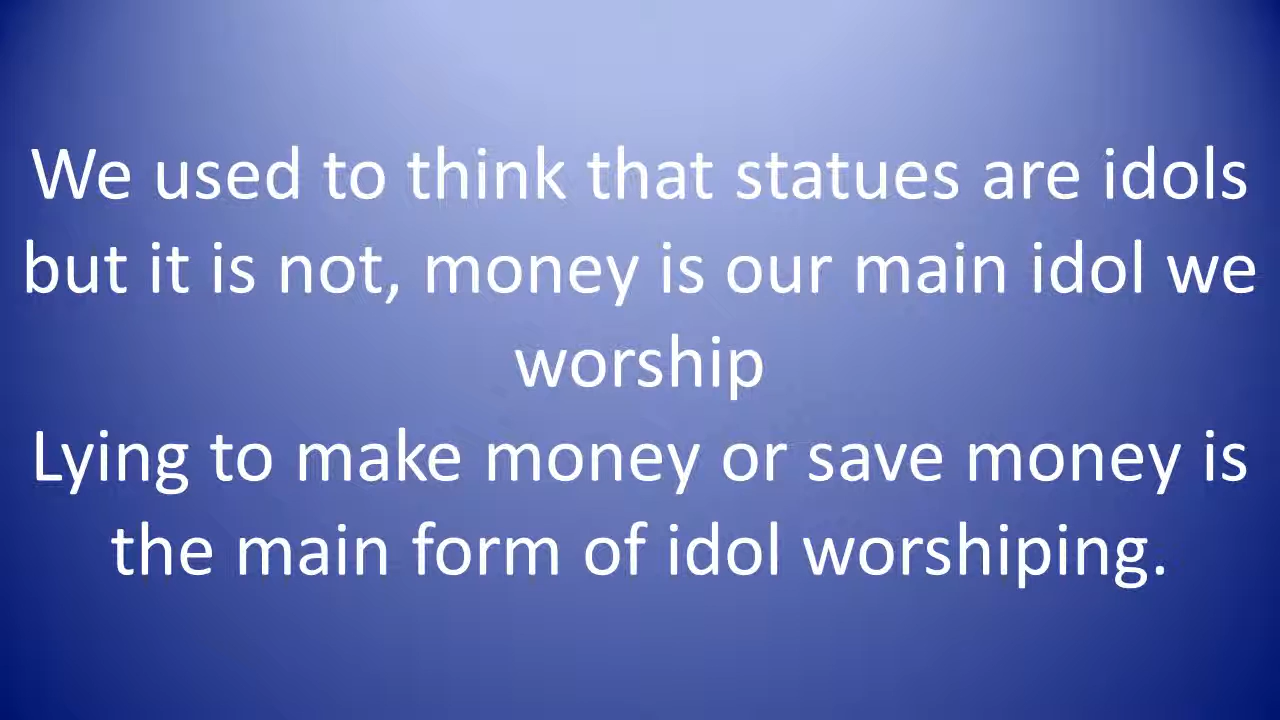 We used to think that statues are idols
but it is not, money is our main idol we
worship
Lying to make money or save money is
the main form of idol worshiping.